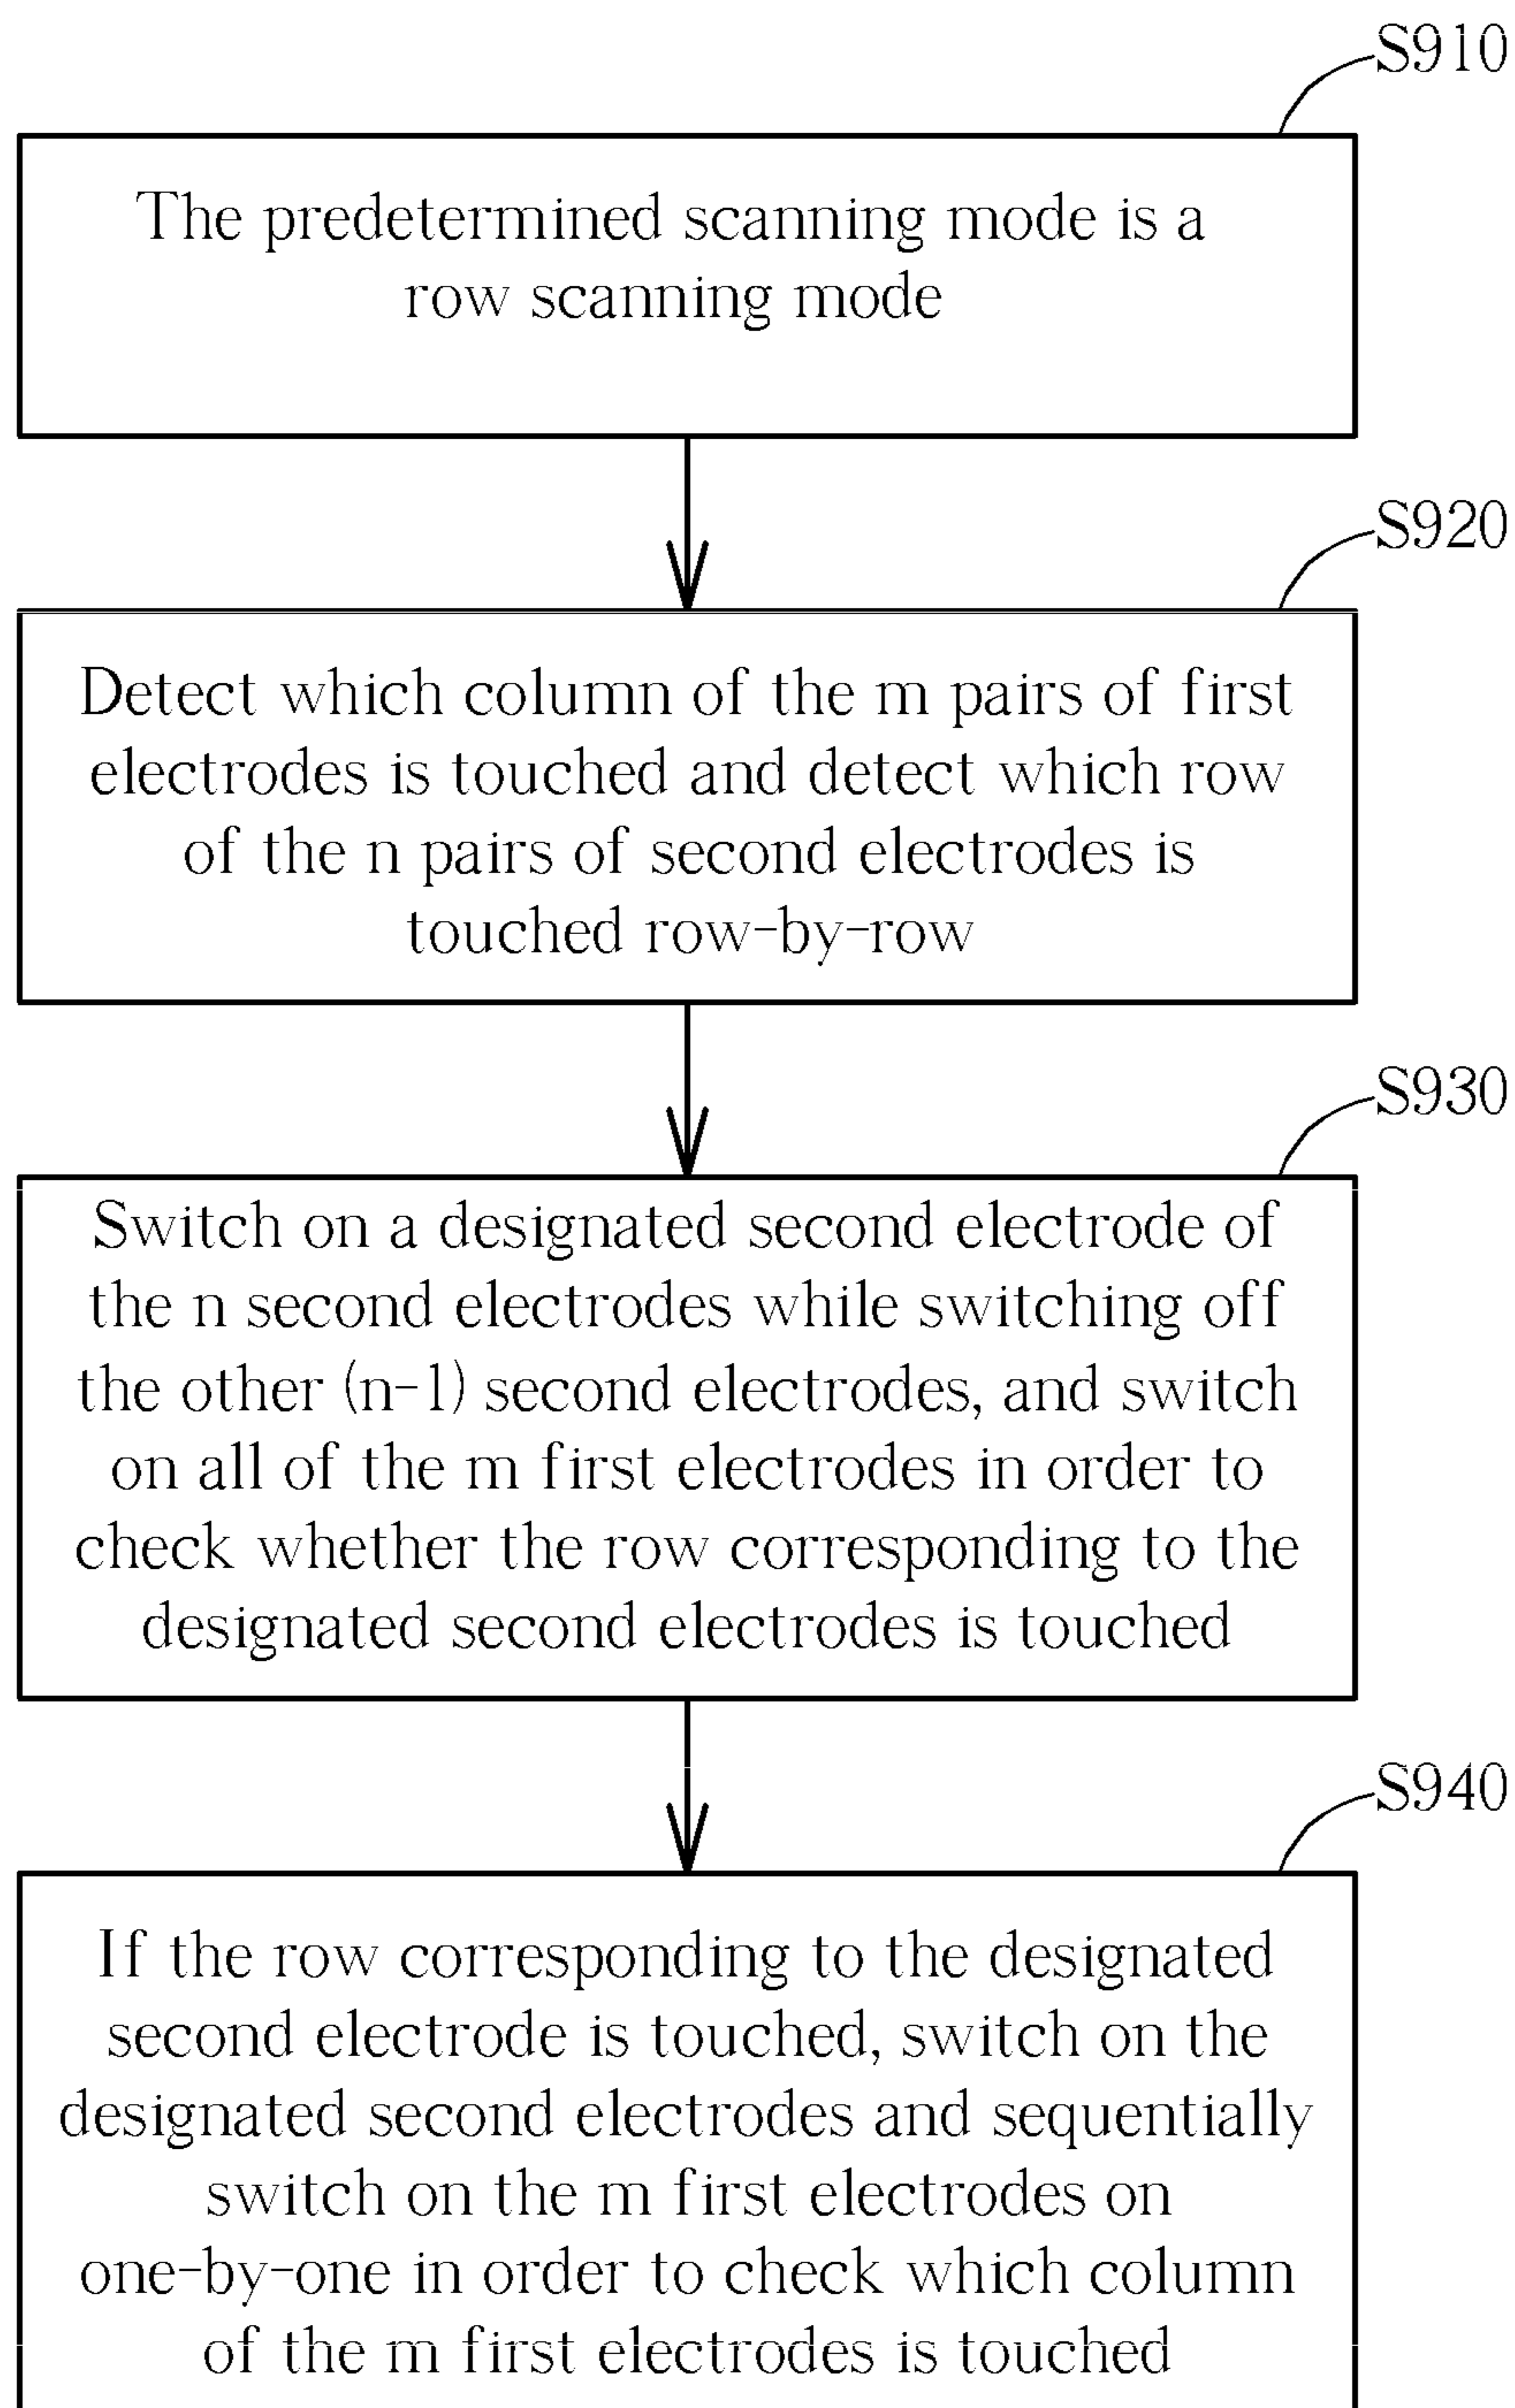 S910
The predetermined scanning mode is a
row scanning mode
S920
Detect which column of the m pairs of first
electrodes is touched and detect which row
of the n pairs of second electrodes is
touched row-by-row
S930
Switch on a designated second electrode of
the n second electrodes while switching off
the other (n-1) second electrodes, and switch
on all of the m first electrodes in order to
check whether the row corresponding to the
designated second electrodes is touched
S940
If the row corresponding to the designated
second electrode is touched, switch on the
designated second electrodes and sequentially
switch on the m first electrodes on
one-by-one in order to check which column
of the m first electrodes is touched